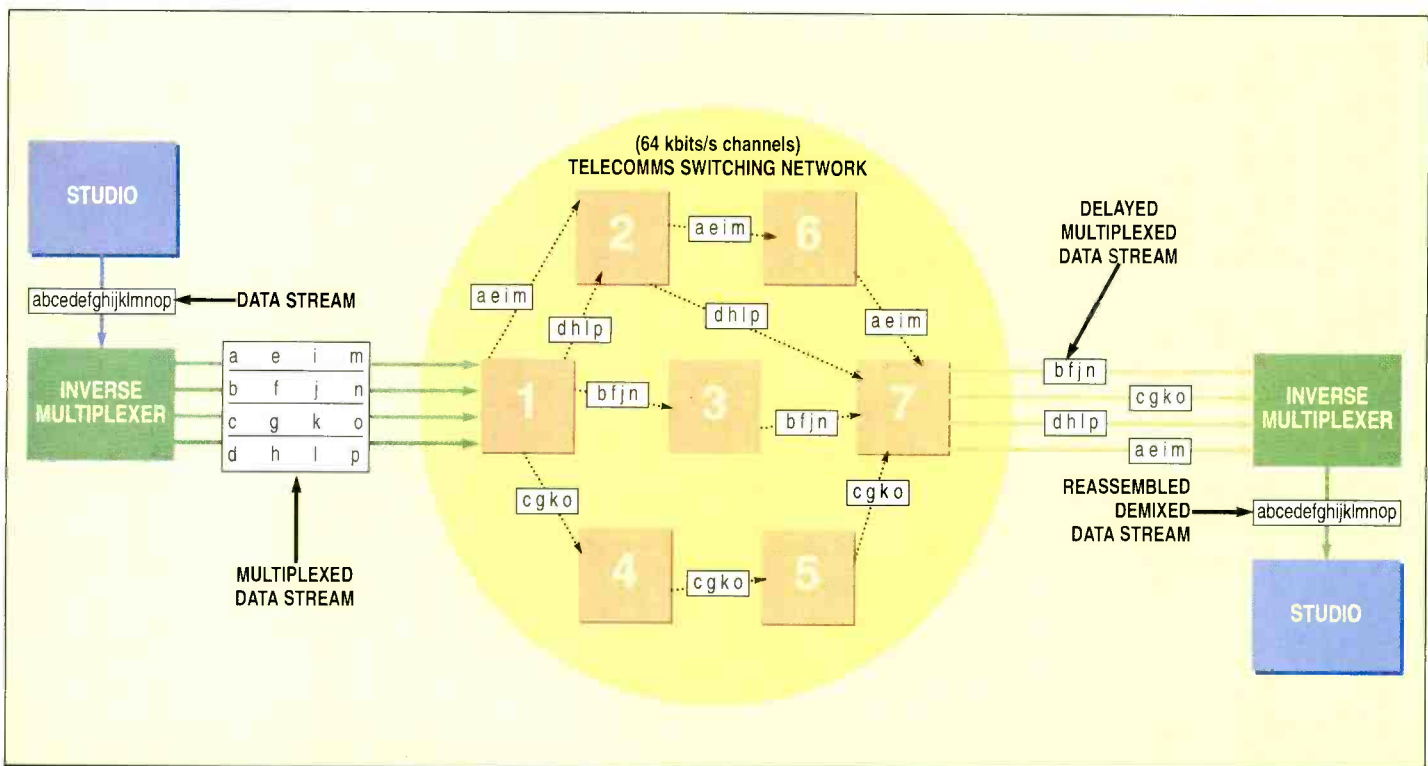 (64 kbits/s channels)
TELECOMMS SWITCHING NETWORK
STUDIO
abcedefghijklmnop
DATA STREAM
INVERSE
MULTIPLEXER
a e i m
b f j n
c g k o
d h l p
MULTIPLEXED
DATA STREAM
1
2
3
4
5
6
7
aeim
dhlp
bfjn
cgko
aeim
dhlp
bfjn
cgko
aeim
cgko
DELAYED
MULTIPLEXED
DATA STREAM
bfjn
cgko
dhlp
aeim
INVERSE
MULTIPLEXER
REASSEMBLED
DEMIXED
DATA STREAM
abcedefghijklmnop
STUDIO